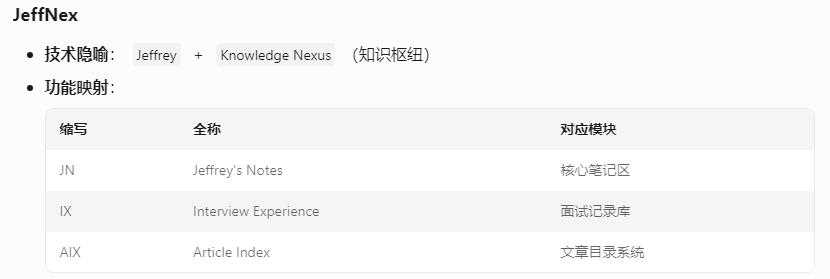 JeffNex
技术隐喻： Jeffrey + Knowledge Nexus （知识枢纽）
功能映射：
缩写 全称 对应模块
JN Jeffrey's Notes 核心笔记区
IX Interview Experience 面试记录库
AIX Article Index 文章目录系统